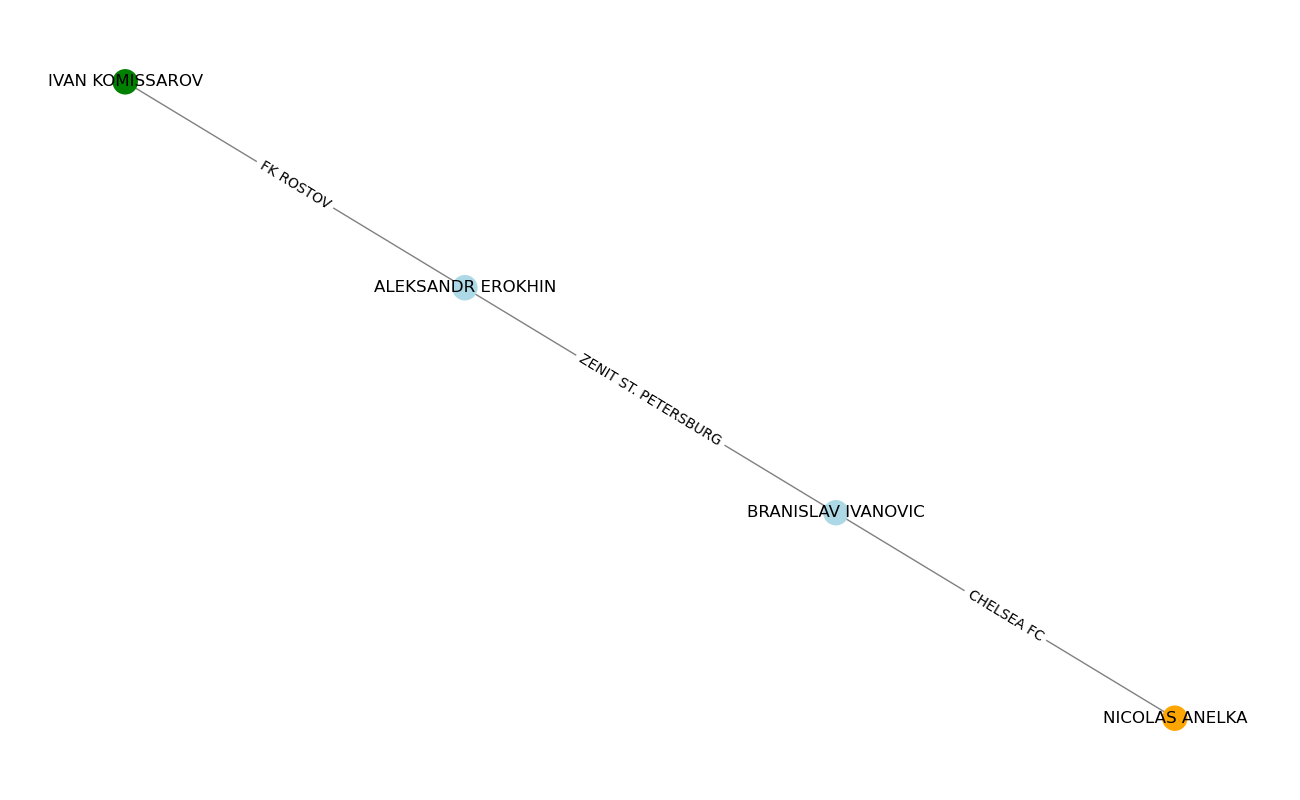 IVAN KOMISSAROV
FK ROSTOV
ALEKSANDR EROKHIN
ZENIT ST. PETERSBURG
BRANISLAV IVANOVIC
CHELSEA FC
NICOLAS ANELKA